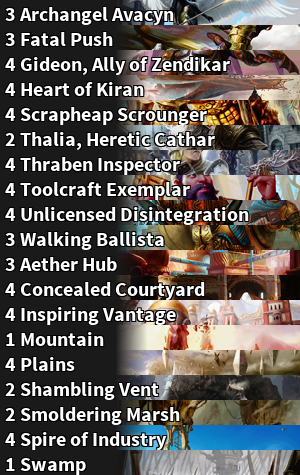 3 Archangel Avacyn
3 Fatal Push
4 Gideon, Ally of Zendikar
4 Heart of Kiran
4 Scrapheap Scrounger
2 Thalia, Heretic Cathar
4 Thraben Inspector
4 Toolcraft Exemplar
4 Unlicensed Disintegration
3 Walking Ballista
3 Aether Hub
4 Concealed Courtyard
4 Inspiring Vantage
1 Mountain
4 Plains
2 Shambling Vent
2 Smoldering Marsh
4 Spire of Industry
1 Swamp